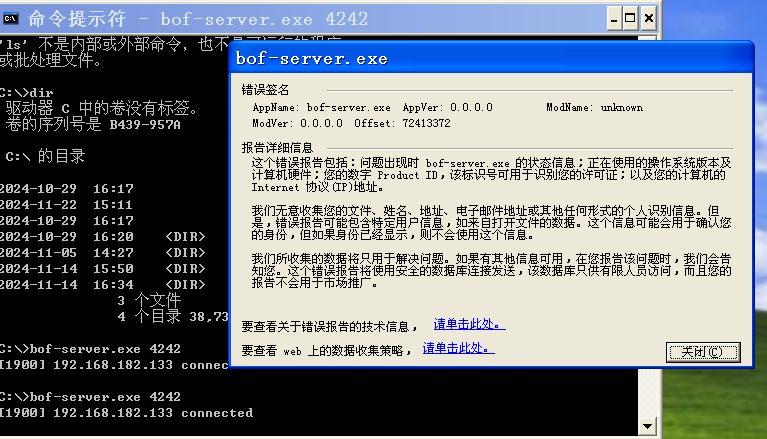 命令提示符 - bof-server.exe 4242
'ls' 不是内部或外部命令，也不是可运行的程序
或批处理文件。
C:\>dir
驱动器 C 中的卷没有标签。
卷的序列号是 B439-957A
C:\ 的目录
2024-10-29 16:17
2024-11-22 15:11
2024-10-29 16:17
2024-10-29 16:20 <DIR>
2024-11-05 14:27 <DIR>
2024-11-14 15:50 <DIR>
2024-11-14 16:34 <DIR>
3 个文件
4 个目录 38,73
C:\>bof-server.exe 4242
[1900] 192.168.182.133 connec
C:\>bof-server.exe 4242
[1900] 192.168.182.133 connected
bof-server.exe
错误签名
AppName: bof-server.exe AppVer: 0.0.0.0 ModName: unknown
ModVer: 0.0.0.0 Offset: 72413372
报告详细信息
这个错误报告包括：问题出现时 bof-server.exe 的状态信息；正在使用的操作系统版本及
计算机硬件；您的数字 Product ID，该标识号可用于识别您的许可证；以及您的计算机的
Internet 协议(IP)地址。
我们无意收集您的文件、姓名、地址、电子邮件地址或其他任何形式的个人识别信息。但
是，错误报告可能包含特定用户信息，如来自打开文件的数据。这个信息可能会用于确认您
的身份，但如果身份已经显示，则不会使用这个信息。
我们所收集的数据将只用于解决问题。如果有其他信息可用，在您报告该问题时，我们会告
知您。这个错误报告将使用安全的数据库连接发送，该数据库只供有限人员访问，而且您的
报告不会用于市场推广。
要查看关于错误报告的技术信息， 请单击此处。
要查看 web 上的数据收集策略， 请单击此处。
关闭(C)